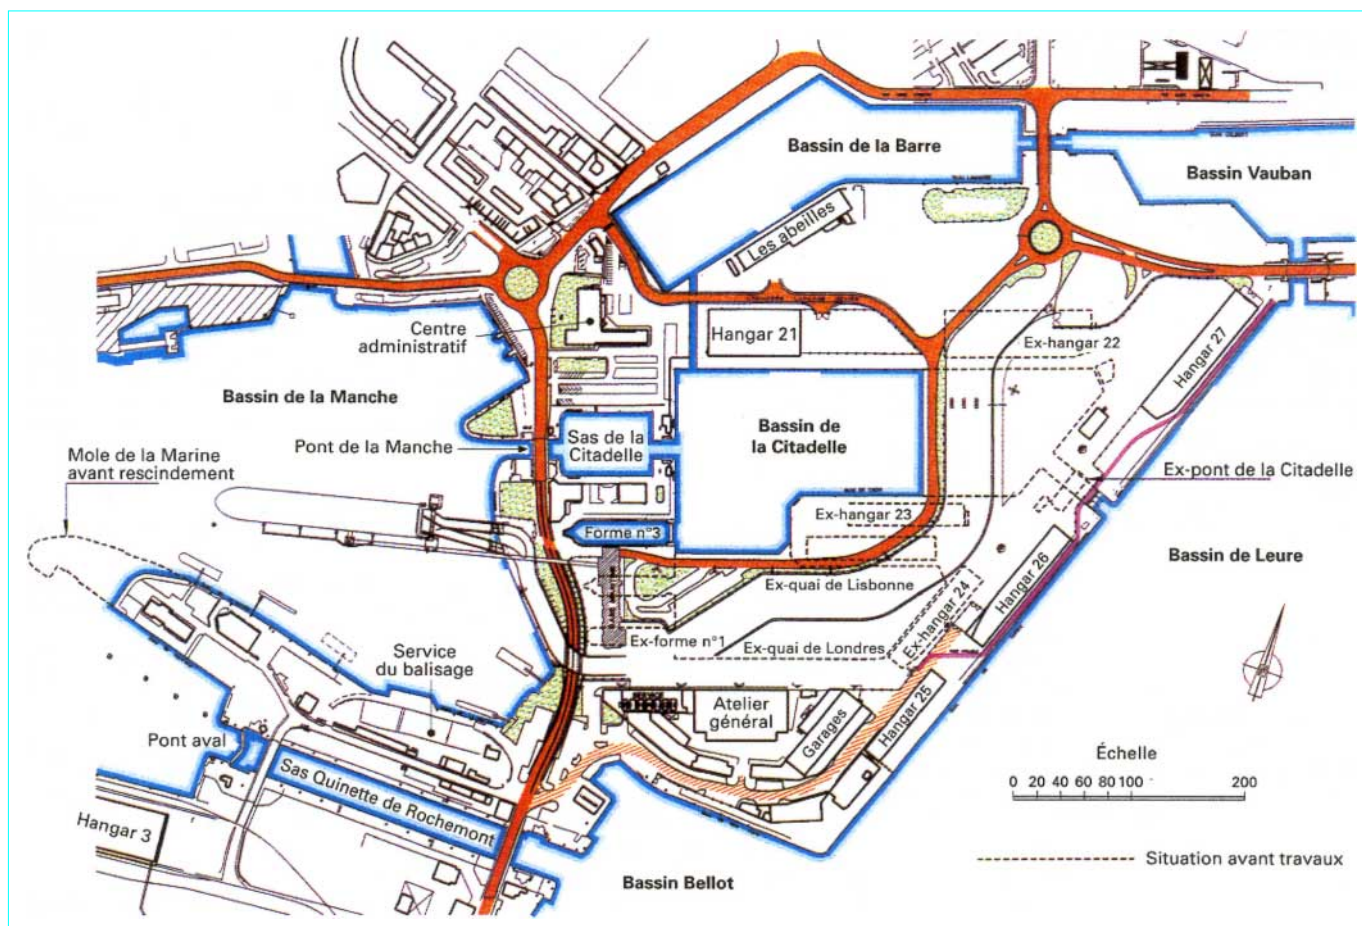 Bassin de la Barre
Bassin Vauban
Les abeilles
Centre
administratif
Hangar 21
Ex-hangar 22
Hangar 27
Bassin de la Manche
Bassin de
la Citadelle
Pont de la Manche
Sas de la
Citadelle
Mole de la Marine
avant rescindement
Ex-pont de la Citadelle
Ex-hangar 23
Forme n°3
Bassin de Leure
Ex-quai de Lisbonne
Hangar 26
Ex-hangar 24
Ex-forme n°1
Ex-quai de Londres
Service
du balisage
Atelier
général
Garages
Hangar 25
Pont aval
Sas Quinette de Rochemont
Échelle
0 20 40 60 80 100 200
Hangar 3
Situation avant travaux
Bassin Bellot